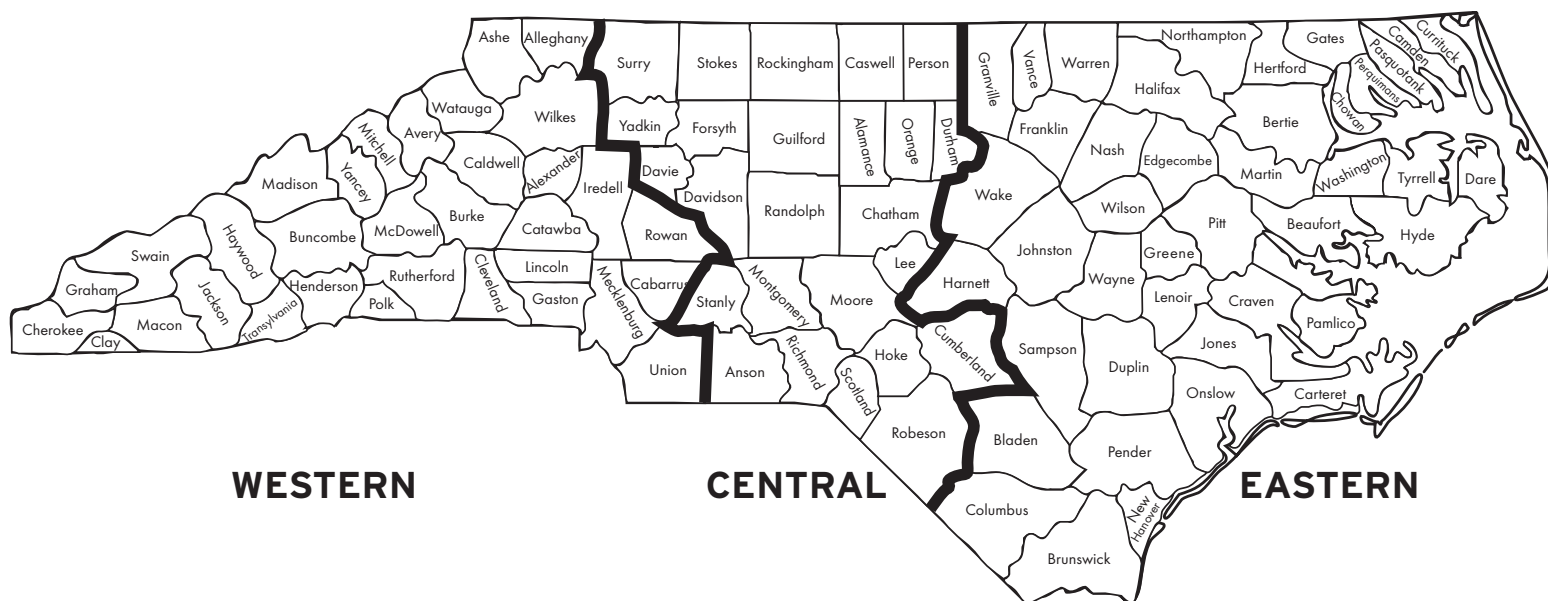 Ashe
Alleghany
Surry
Stokes
Rockingham
Caswell
Person
Granville
Vance
Warren
Northampton
Gates
Hertford
Currituck
Camden
Pasquotank
Perquimans
Chowan
Halifax
Bertie
Watauga
Wilkes
Yadkin
Forsyth
Guilford
Alamance
Orange
Durham
Franklin
Nash
Edgecombe
Martin
Washington
Tyrrell
Dare
Mitchell
Avery
Caldwell
Alexander
Iredell
Davie
Davidson
Randolph
Chatham
Wake
Wilson
Pitt
Beaufort
Hyde
Madison
Yancey
McDowell
Burke
Catawba
Rowan
Johnston
Greene
Wayne
Swain
Haywood
Buncombe
Rutherford
Cleveland
Lincoln
Gaston
Mecklenburg
Cabarrus
Stanly
Montgomery
Moore
Lee
Harnett
Lenoir
Craven
Pamlico
Graham
Jackson
Henderson
Transylvania
Polk
Cherokee
Clay
Macon
Union
Anson
Richmond
Scotland
Hoke
Cumberland
Sampson
Duplin
Jones
Onslow
Carteret
Robeson
Bladen
Pender
Columbus
Brunswick
New
Hanover
WESTERN
CENTRAL
EASTERN